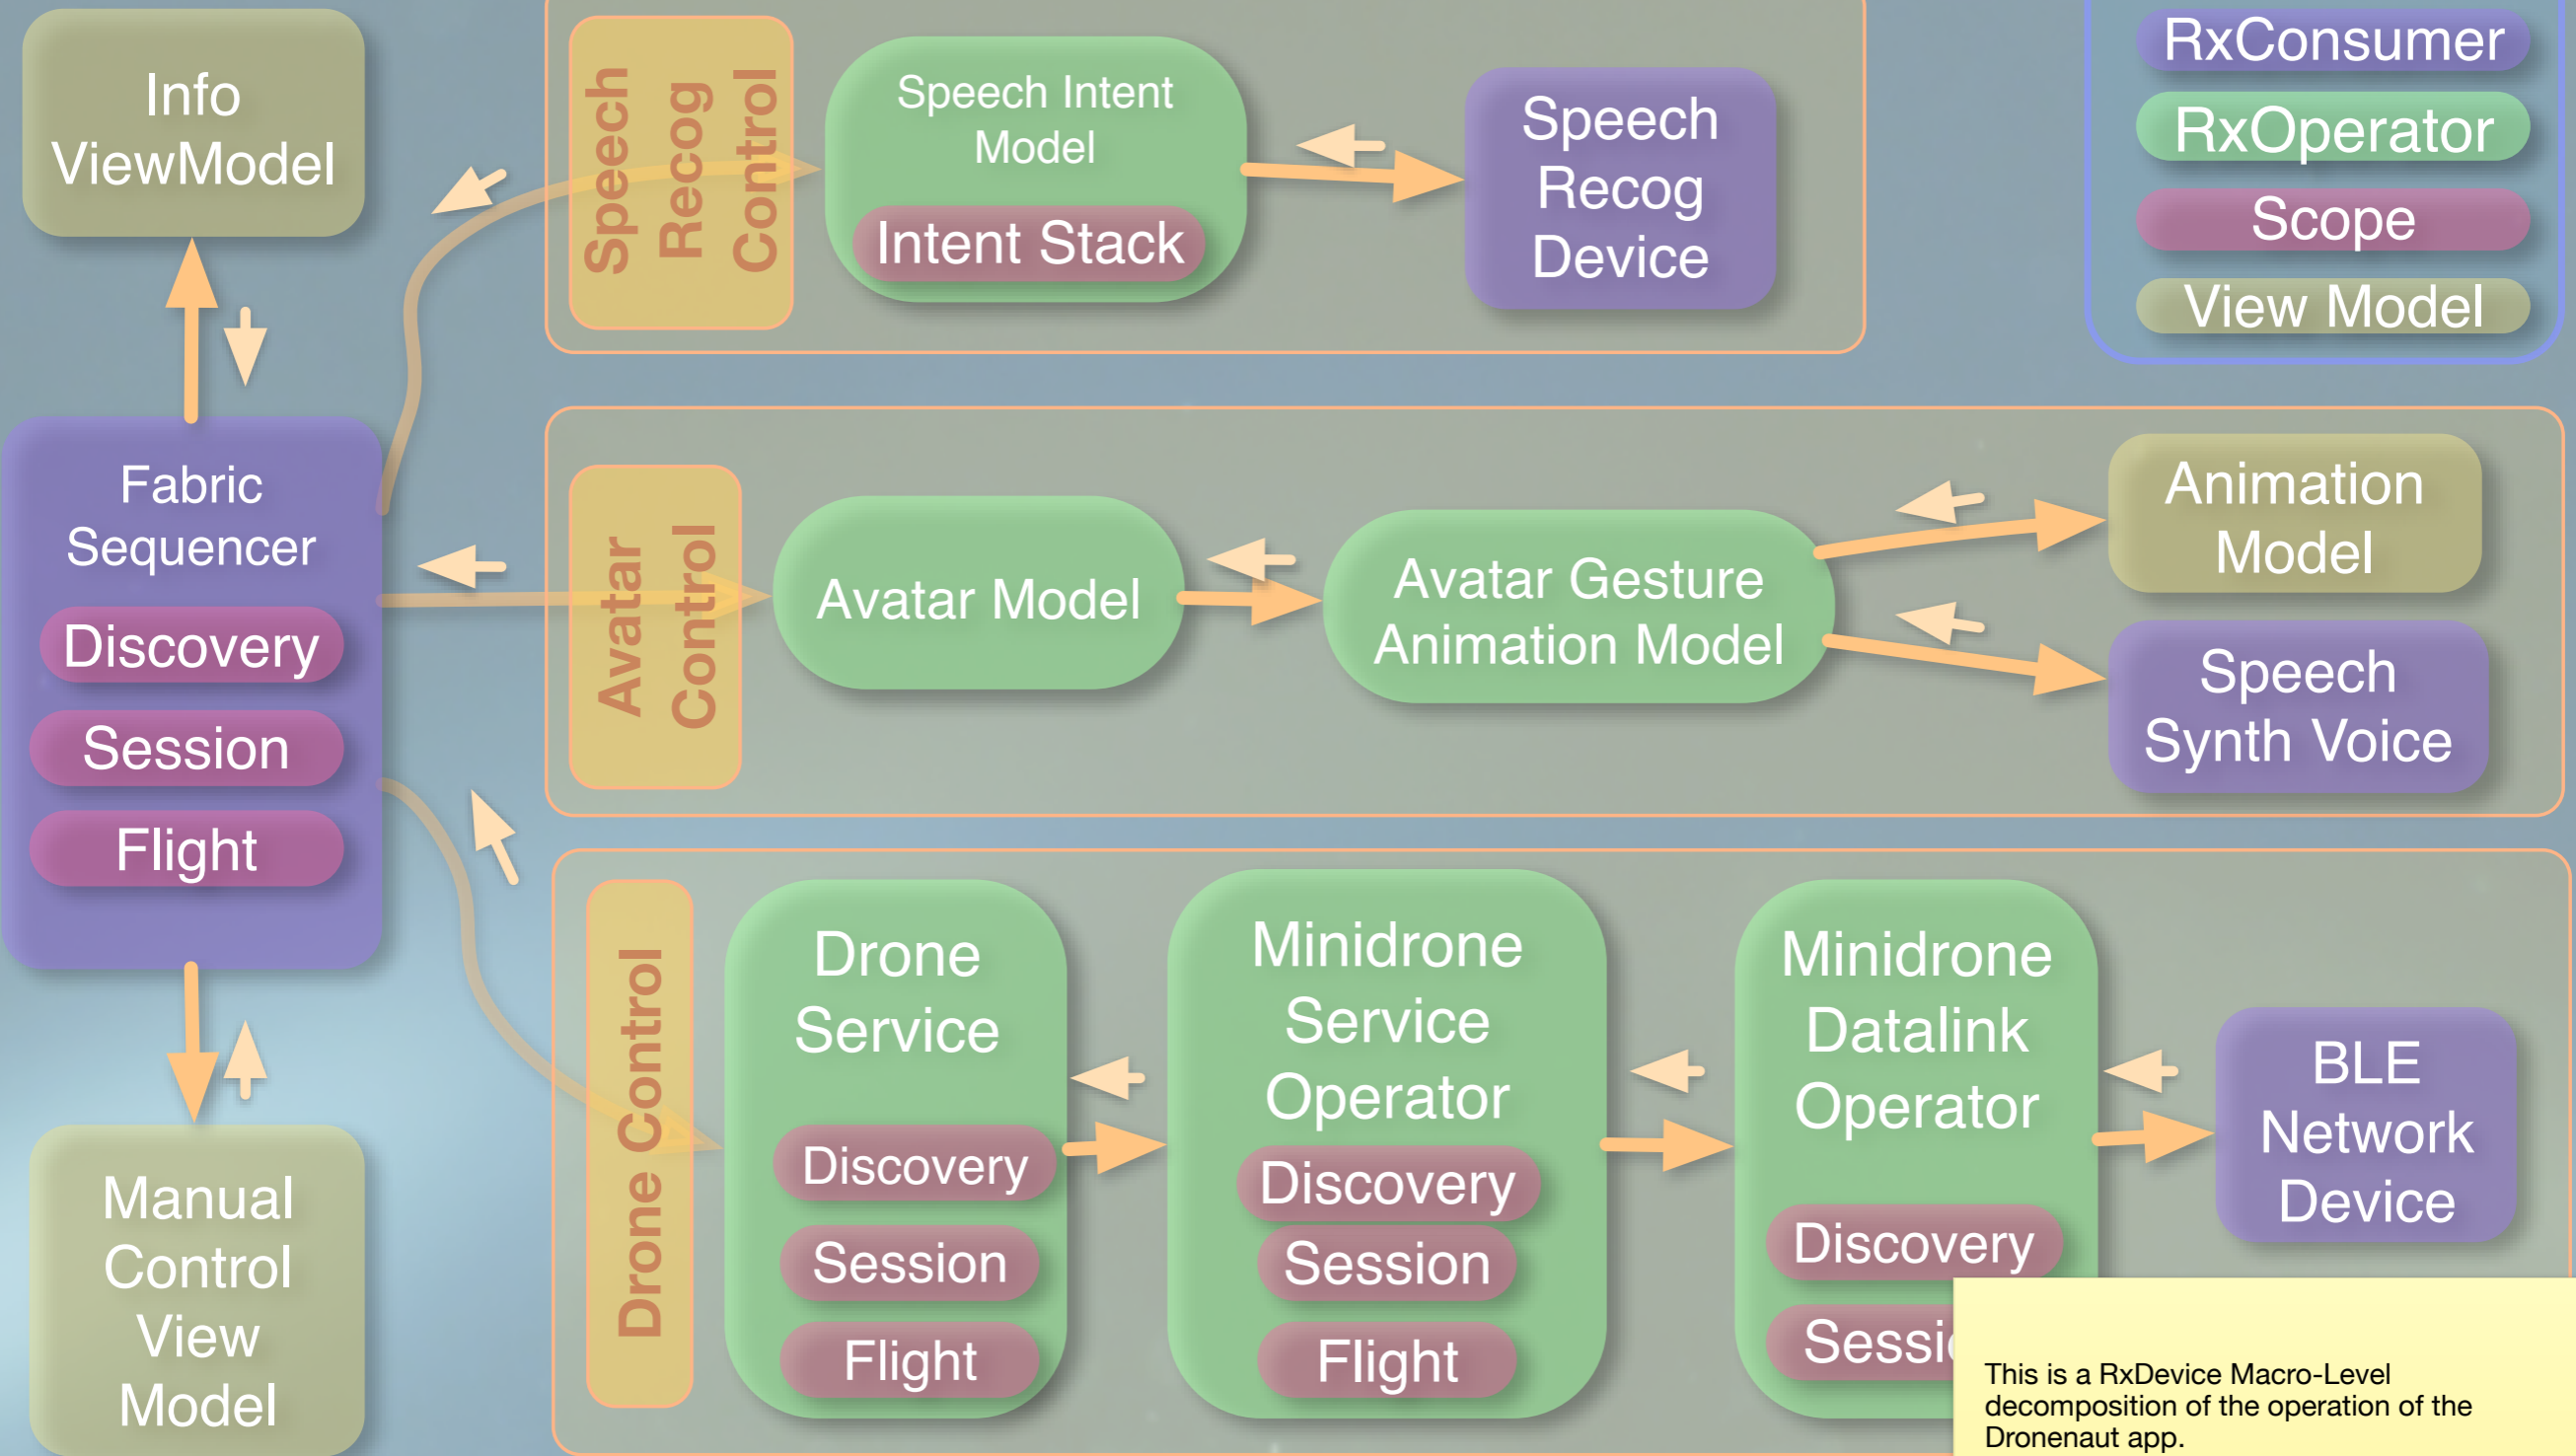 Info
ViewModel
Speech
Recog
Control
Speech Intent
Model
Intent Stack
Speech
Recog
Device
RxConsumer
RxOperator
Scope
View Model
Fabric
Sequencer
Discovery
Session
Flight
Avatar
Control
Avatar Model
Avatar Gesture
Animation Model
Animation
Model
Speech
Synth Voice
Manual
Control
View
Model
Drone Control
Drone
Service
Discovery
Session
Flight
Minidrone
Service
Operator
Discovery
Session
Flight
Minidrone
Datalink
Operator
Discovery
Sessi
BLE
Network
Device
This is a RxDevice Macro-Level
decomposition of the operation of the
Dronenaut app.